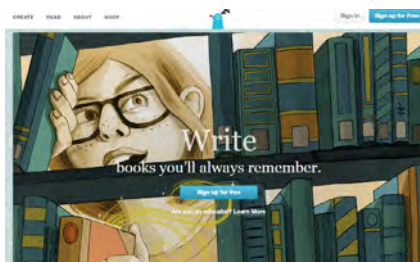 CREATE READ ABOUT SHOP Sign in Sign up for Free
Write
books you'll always remember.
Sign up for free
Are you an educator? Learn More